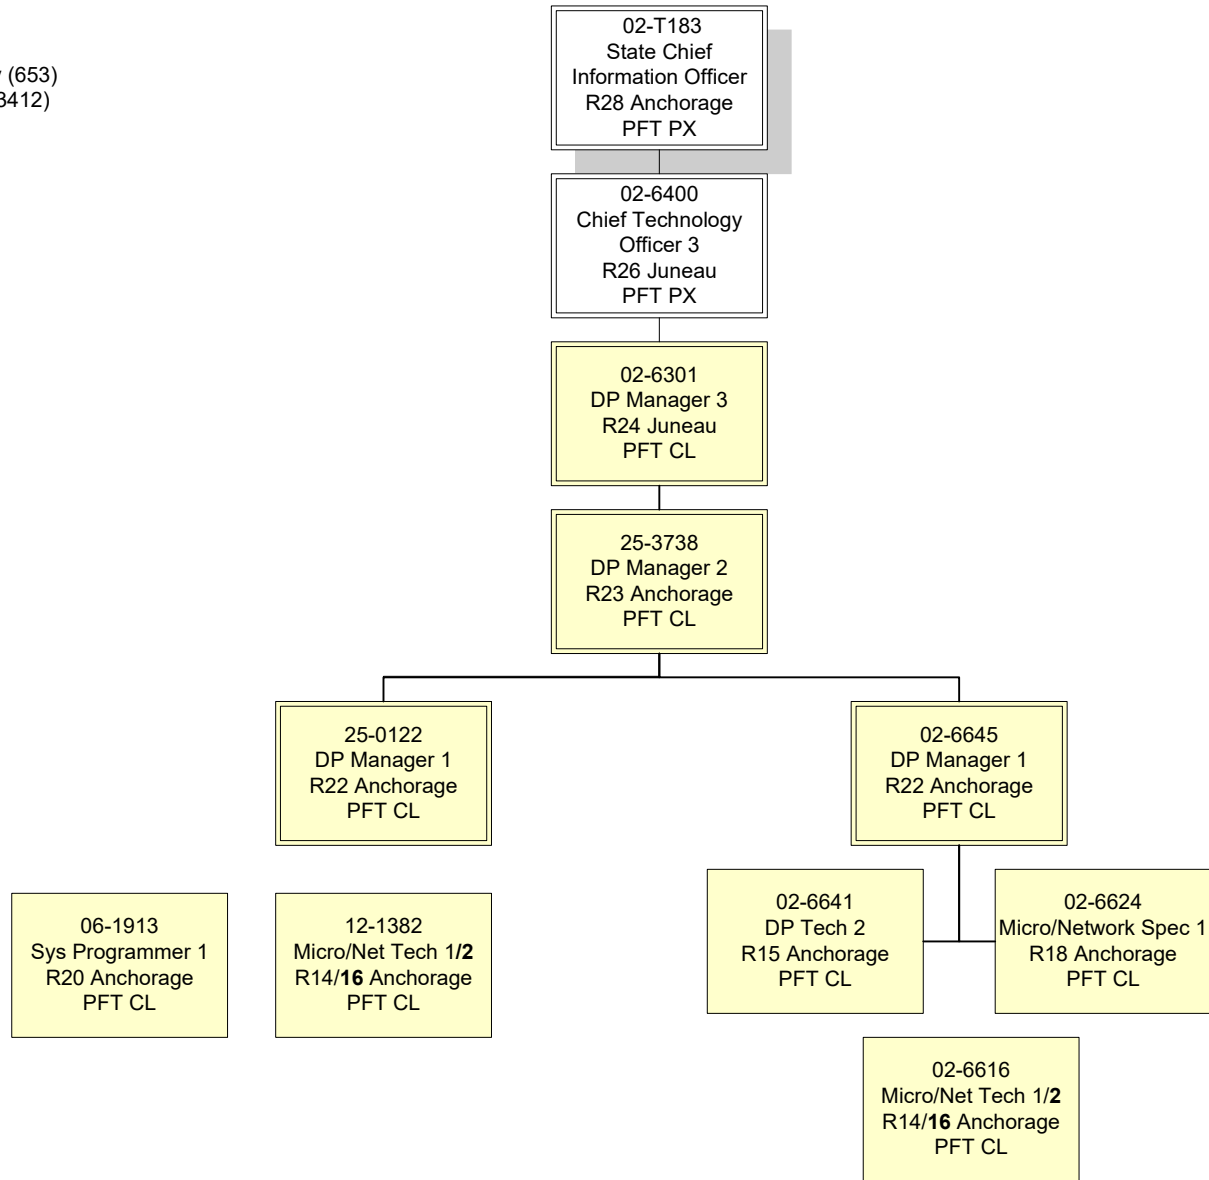 (653)
3412)
02-T183
State Chief
Information Officer
R28 Anchorage
PFT PX
02-6400
Chief Technology
Officer 3
R26 Juneau
PFT PX
02-6301
DP Manager 3
R24 Juneau
PFT CL
25-3738
DP Manager 2
R23 Anchorage
PFT CL
25-0122
DP Manager 1
R22 Anchorage
PFT CL
02-6645
DP Manager 1
R22 Anchorage
PFT CL
06-1913
Sys Programmer 1
R20 Anchorage
PFT CL
12-1382
Micro/Net Tech 1/2
R14/16 Anchorage
PFT CL
02-6641
DP Tech 2
R15 Anchorage
PFT CL
02-6624
Micro/Network Spec 1
R18 Anchorage
PFT CL
02-6616
Micro/Net Tech 1/2
R14/16 Anchorage
PFT CL